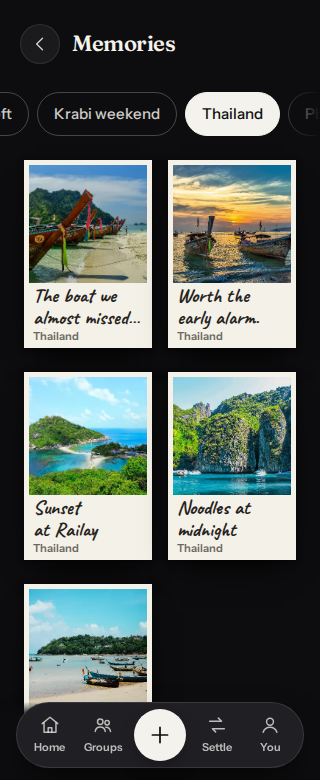 Memories
ft
Krabi weekend
Thailand
P
The boat we
almost missed...
Thailand
Worth the
early alarm.
Thailand
Sunset
at Railay
Thailand
Noodles at
midnight
Thailand
Home
Groups
Settle
You